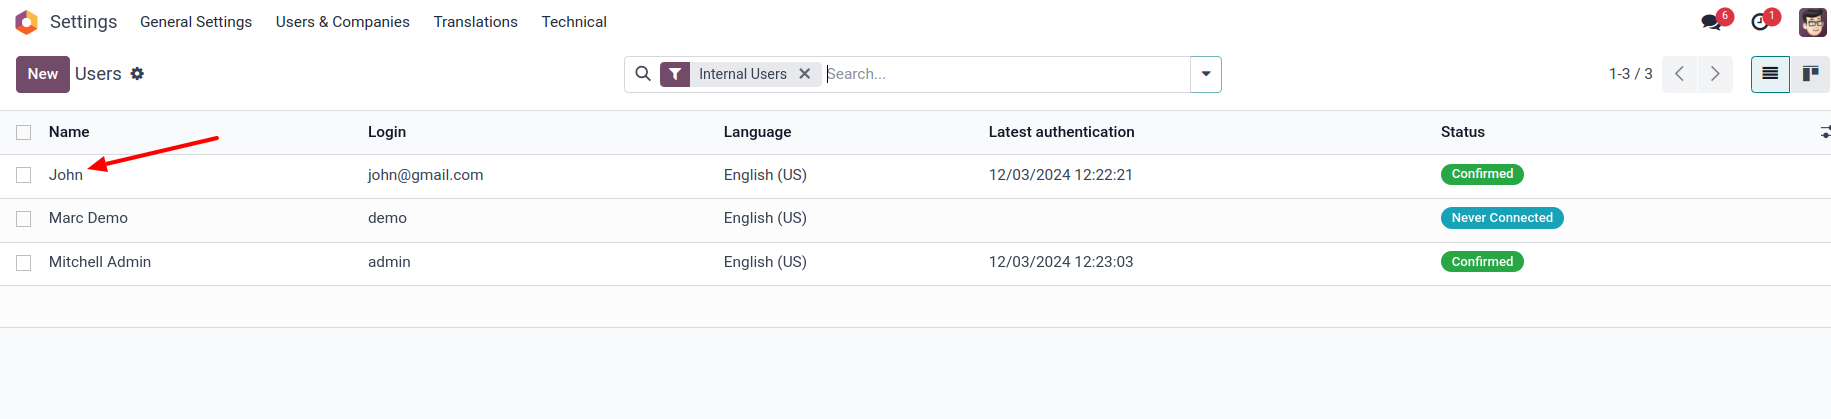 Settings General Settings Users & Companies Translations Technical 6 1
New Users Internal Users Search... 1-3 / 3
Name Login Language Latest authentication Status
John john@gmail.com English (US) 12/03/2024 12:22:21 Confirmed
Marc Demo demo English (US) Never Connected
Mitchell Admin admin English (US) 12/03/2024 12:23:03 Confirmed